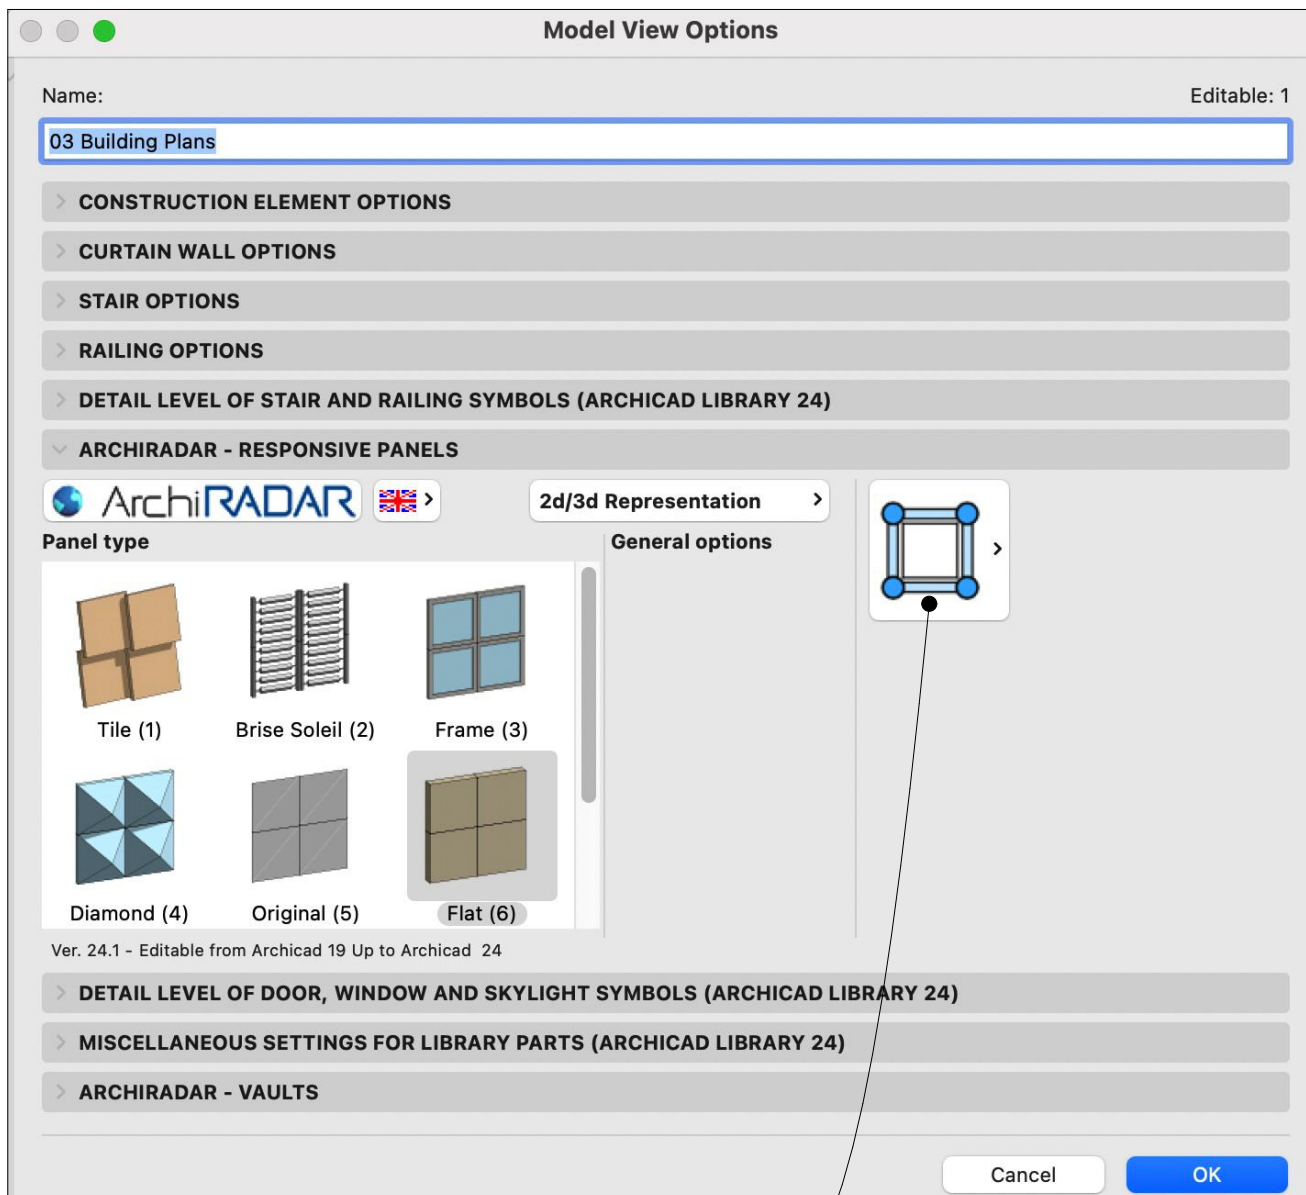 Model View Options
Name:
Editable: 1
03 Building Plans
CONSTRUCTION ELEMENT OPTIONS
CURTAIN WALL OPTIONS
STAIR OPTIONS
RAILING OPTIONS
DETAIL LEVEL OF STAIR AND RAILING SYMBOLS (ARCHICAD LIBRARY 24)
ARCHIRADAR - RESPONSIVE PANELS
ArchiRADAR
2d/3d Representation
Panel type
General options
Tile (1)
Brise Soleil (2)
Frame (3)
Diamond (4)
Original (5)
Flat (6)
Ver. 24.1 - Editable from Archicad 19 Up to Archicad 24
DETAIL LEVEL OF DOOR, WINDOW AND SKYLIGHT SYMBOLS (ARCHICAD LIBRARY 24)
MISCELLANEOUS SETTINGS FOR LIBRARY PARTS (ARCHICAD LIBRARY 24)
ARCHIRADAR - VAULTS
Cancel
OK